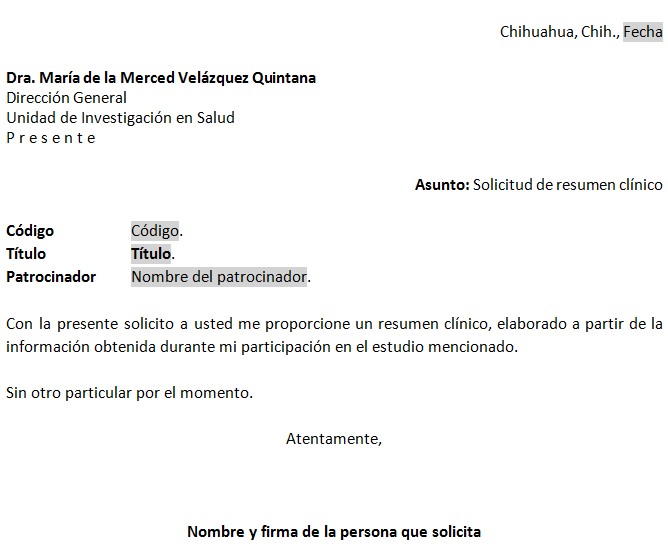 Chihuahua, Chih., Fecha
Dra. María de la Merced Velázquez Quintana
Dirección General
Unidad de Investigación en Salud
P r e s e n t e
Asunto: Solicitud de resumen clínico
Código Código.
Título Título.
Patrocinador Nombre del patrocinador.
Con la presente solicito a usted me proporcione un resumen clínico, elaborado a partir de la
información obtenida durante mi participación en el estudio mencionado.
Sin otro particular por el momento.
Atentamente,
Nombre y firma de la persona que solicita